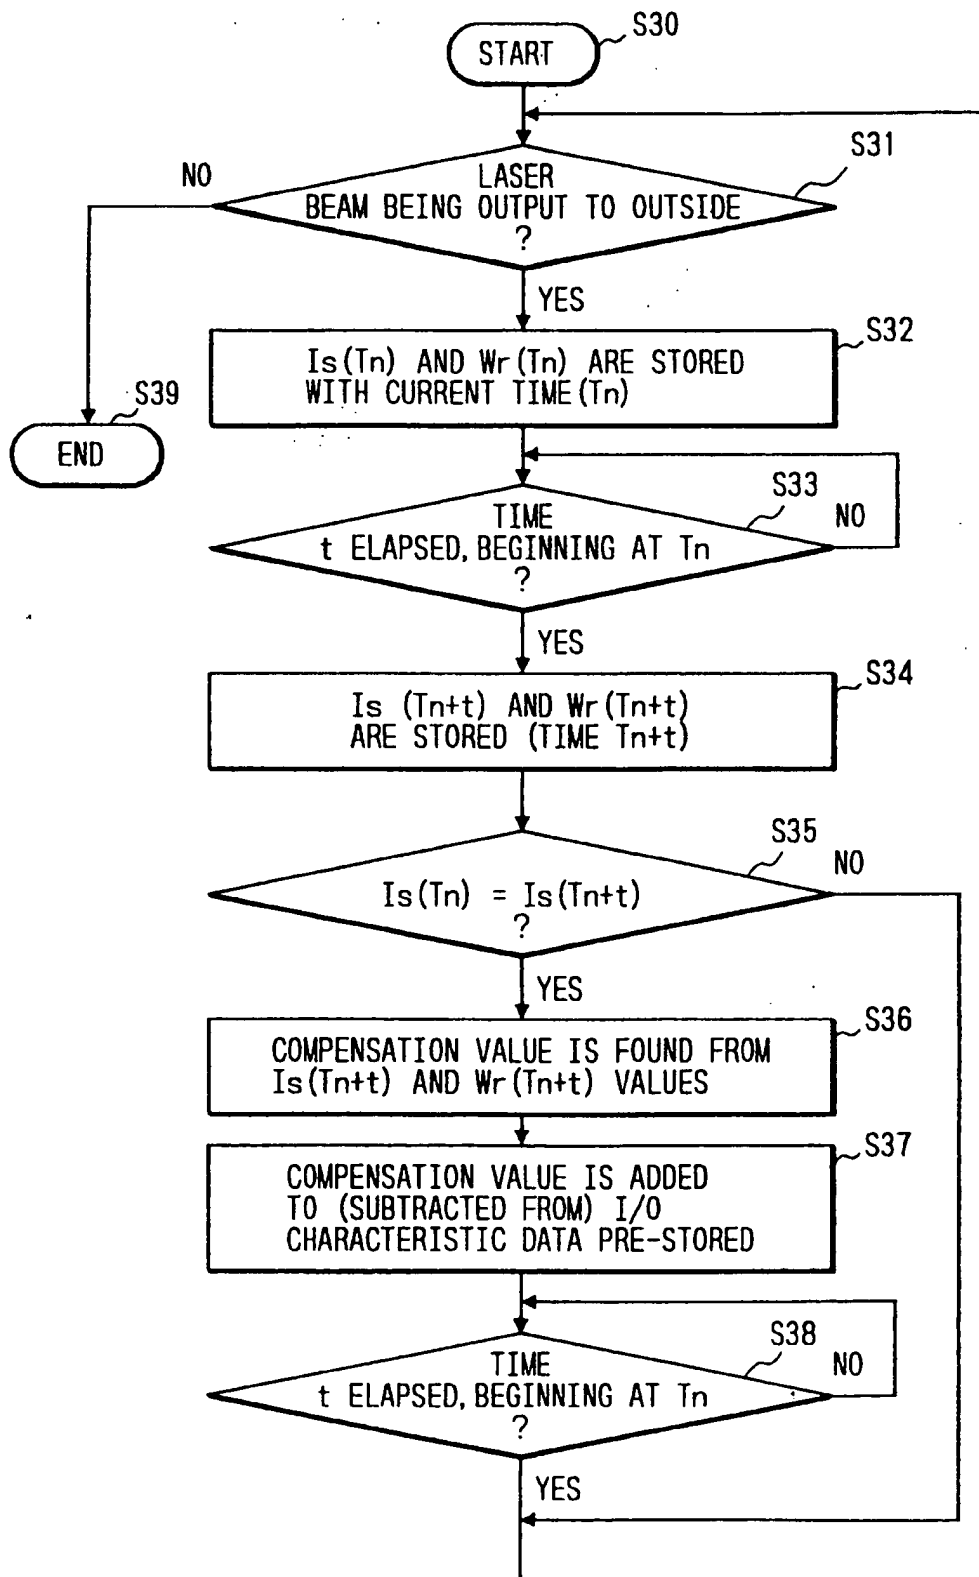 START
S30
S31
NO
LASER
BEAM BEING OUTPUT TO OUTSIDE
?
YES
S32
Is(Tn) AND Wr(Tn) ARE STORED
WITH CURRENT TIME(Tn)
S39
END
S33
NO
TIME
t ELAPSED, BEGINNING AT Tn
?
YES
S34
Is (Tn+t) AND Wr(Tn+t)
ARE STORED (TIME Tn+t)
S35
NO
Is(Tn) = Is(Tn+t)
?
YES
S36
COMPENSATION VALUE IS FOUND FROM
Is(Tn+t) AND Wr(Tn+t) VALUES
S37
COMPENSATION VALUE IS ADDED
TO (SUBTRACTED FROM) I/O
CHARACTERISTIC DATA PRE-STORED
S38
NO
TIME
t ELAPSED, BEGINNING AT Tn
?
YES